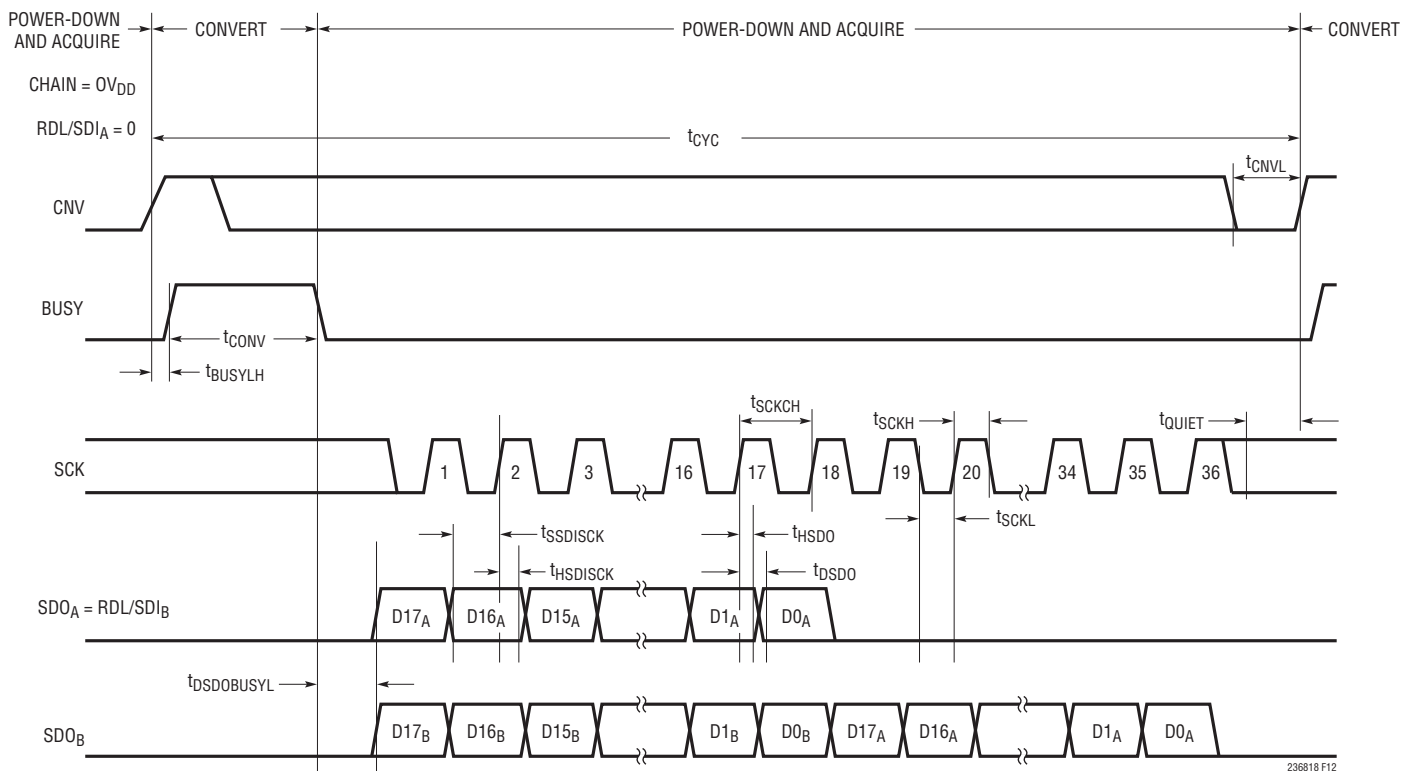 POWER-DOWN
AND ACQUIRE
CONVERT
POWER-DOWN AND ACQUIRE
CONVERT
CHAIN = OVDD
RDL/SDIA = 0
tCYC
tCNVL
CNV
BUSY
tCONV
tBUSYLH
tSCKCH
tSCKH
tQUIET
SCK
1
2
3
16
17
18
19
20
34
35
36
tSSDISCK
tHSDO
tSCKL
tHSDISCK
tDSDO
SDOA = RDL/SDIB
D17A
D16A
D15A
D1A
D0A
tDSDOBUSYL
SDOB
D17B
D16B
D15B
D1B
D0B
D17A
D16A
D1A
D0A
236818 F12